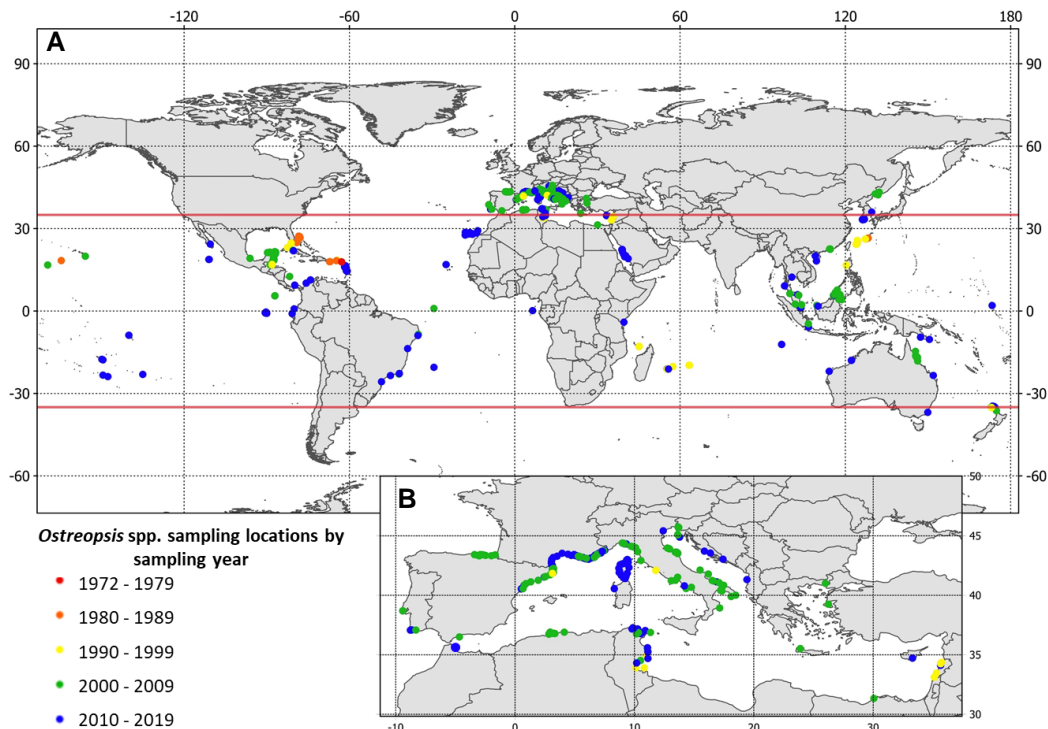 -120 -60 0 60 120 180
A
90 90
60 60
30 30
0 0
-30 -30
-60 -60
B
50
45
40
35
30
-10 0 10 20 30
Ostreopsis spp. sampling locations by
sampling year
1972 - 1979
1980 - 1989
1990 - 1999
2000 - 2009
2010 - 2019